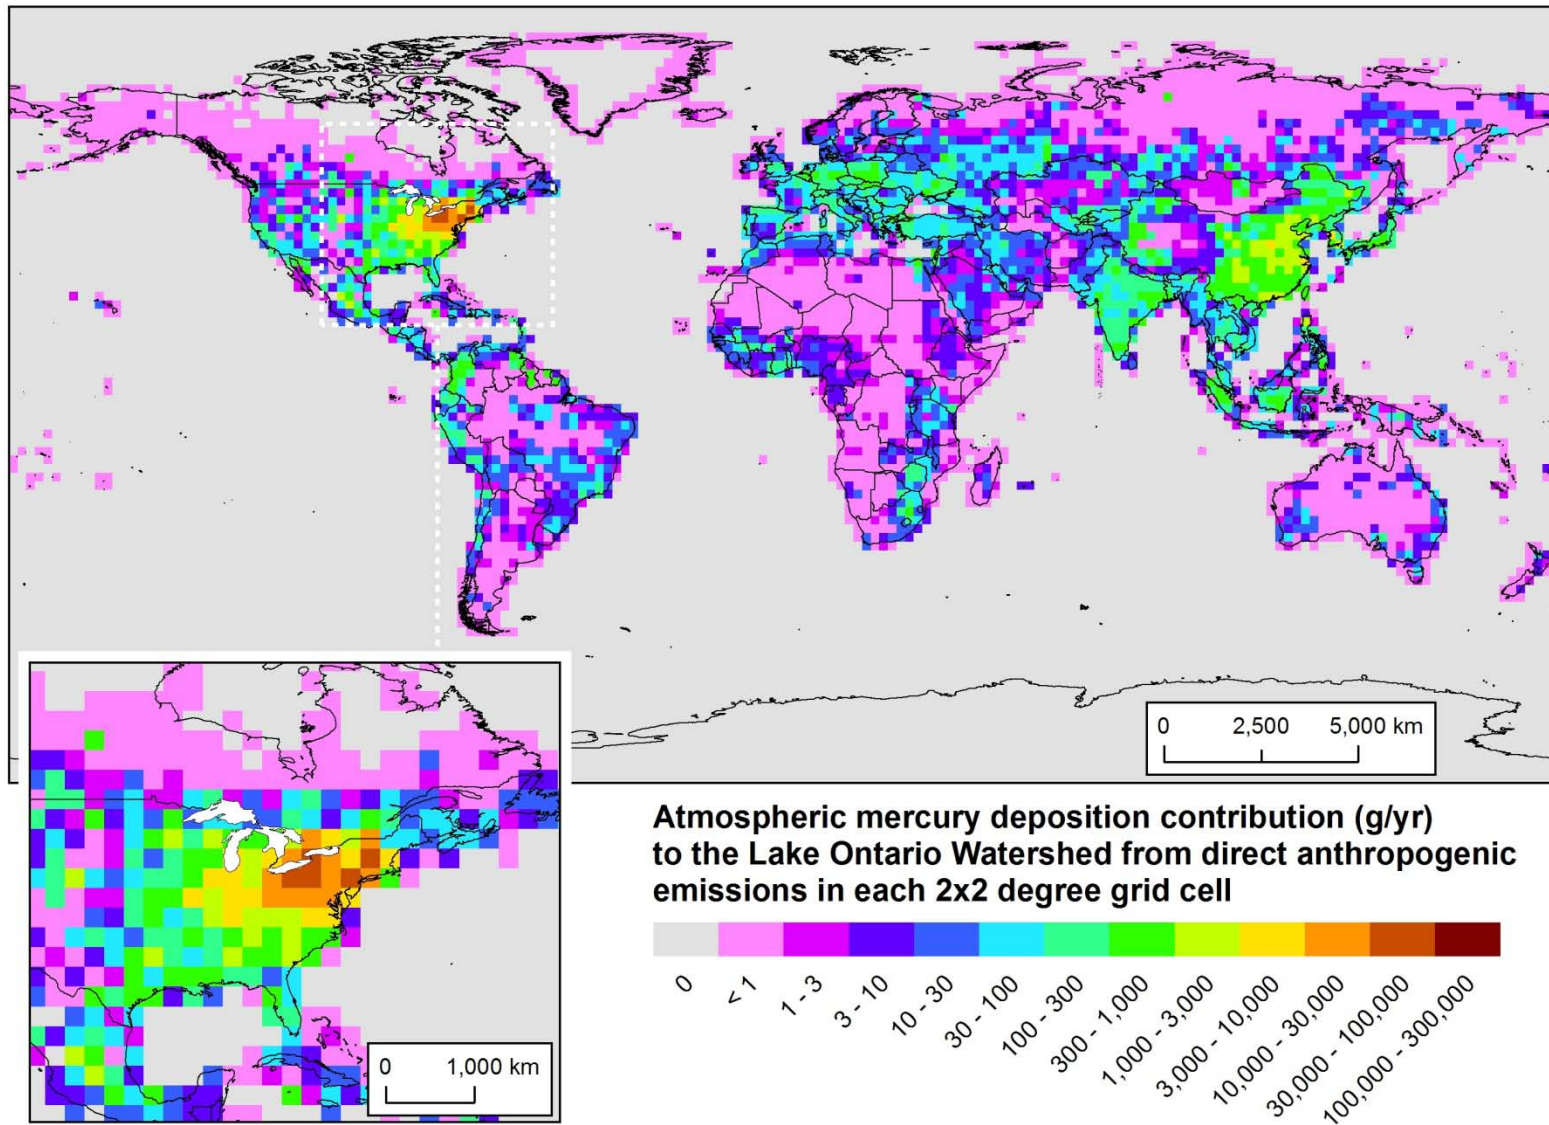 0 2,500 5,000 km
0 1,000 km
Atmospheric mercury deposition contribution (g/yr)
to the Lake Ontario Watershed from direct anthropogenic
emissions in each 2x2 degree grid cell
0
< 1
1 - 3
3 - 10
10 - 30
30 - 100
100 - 300
300 - 1,000
1,000 - 3,000
3,000 - 10,000
10,000 - 30,000
30,000 - 100,000
100,000 - 300,000